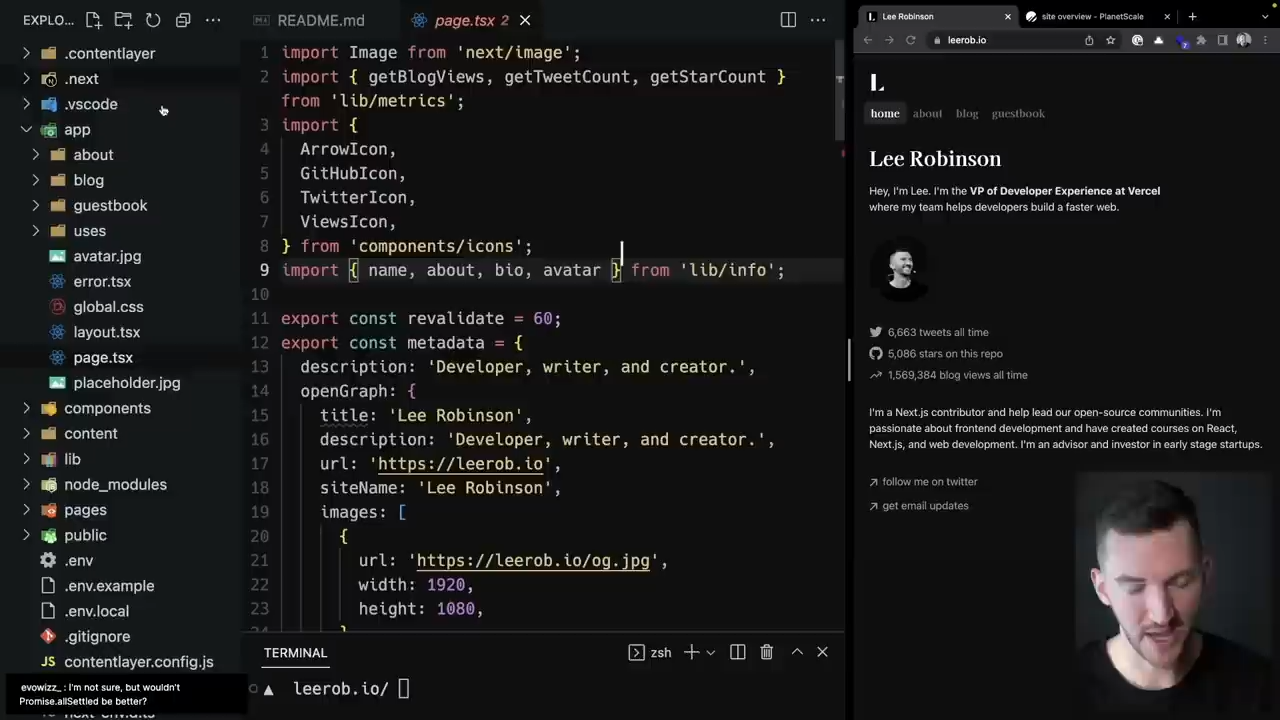 EXPLO...
.contentlayer
.next
.vscode
app
about
blog
guestbook
uses
avatar.jpg
error.tsx
global.css
layout.tsx
page.tsx
placeholder.jpg
components
content
lib
node_modules
pages
public
.env
.env.example
.env.local
.gitignore
JS contentlayer.config.js
evowizz_ : I'm not sure, but wouldn't
Promise.allSettled be better?
README.md
page.tsx 2
1 import Image from 'next/image';
2 import { getBlogViews, getTweetCount, getStarCount }
from 'lib/metrics';
3 import {
4 ArrowIcon,
5 GitHubIcon,
6 TwitterIcon,
7 ViewsIcon,
8 } from 'components/icons';
9 import { name, about, bio, avatar } from 'lib/info';
10
11 export const revalidate = 60;
12 export const metadata = {
13 description: 'Developer, writer, and creator.',
14 openGraph: {
15 title: 'Lee Robinson',
16 description: 'Developer, writer, and creator.',
17 url: 'https://leerob.io',
18 siteName: 'Lee Robinson',
19 images: [
20 {
21 url: 'https://leerob.io/og.jpg',
22 width: 1920,
23 height: 1080,
TERMINAL
zsh
leerob.io/
Lee Robinson
site overview - PlanetScale
leerob.io
L
home about blog guestbook
Lee Robinson
Hey, I'm Lee. I'm the VP of Developer Experience at Vercel
where my team helps developers build a faster web.
6,663 tweets all time
5,086 stars on this repo
1,569,384 blog views all time
I'm a Next.js contributor and help lead our open-source communities. I'm
passionate about frontend development and have created courses on React,
Next.js, and web development. I'm an advisor and investor in early stage startups.
follow me on twitter
get email updates